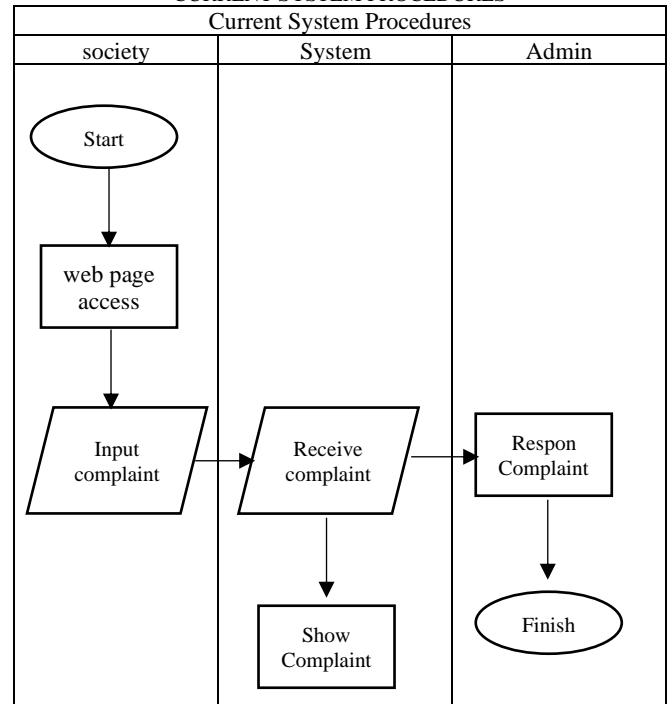 Current System Procedures
society
System
Admin
Start
web page
access
Input
complaint
Receive
complaint
Respon
Complaint
Show
Complaint
Finish